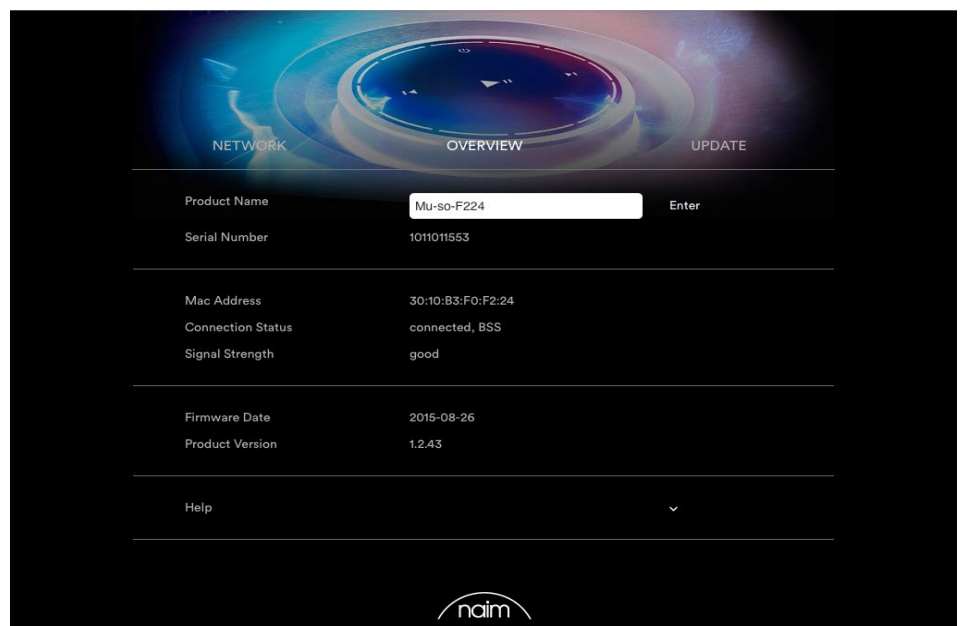 NETWORK OVERVIEW UPDATE
Product Name Mu-so-F224 Enter
Serial Number 1011011553
Mac Address 30:10:B3:F0:F2:24
Connection Status connected, BSS
Signal Strength good
Firmware Date 2015-08-26
Product Version 1.2.43
Help
naim